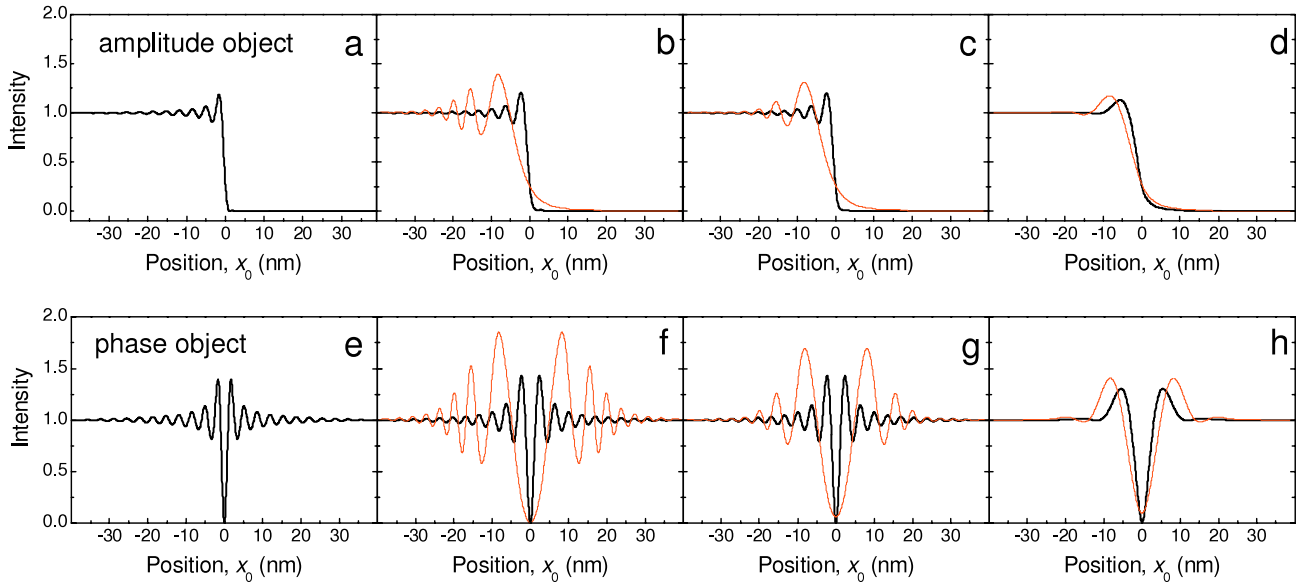 amplitude object
a
b
c
d
Intensity
1.5
1.0
0.5
0.0
-30 -20 -10 0 10 20 30
-30 -20 -10 0 10 20 30
-30 -20 -10 0 10 20 30
-30 -20 -10 0 10 20 30
Position, x₀ (nm)
Position, x₀ (nm)
Position, x₀ (nm)
Position, x₀ (nm)
phase object
e
f
g
h
Intensity
2.0
1.5
1.0
0.5
0.0
-30 -20 -10 0 10 20 30
-30 -20 -10 0 10 20 30
-30 -20 -10 0 10 20 30
-30 -20 -10 0 10 20 30
Position, x₀ (nm)
Position, x₀ (nm)
Position, x₀ (nm)
Position, x₀ (nm)